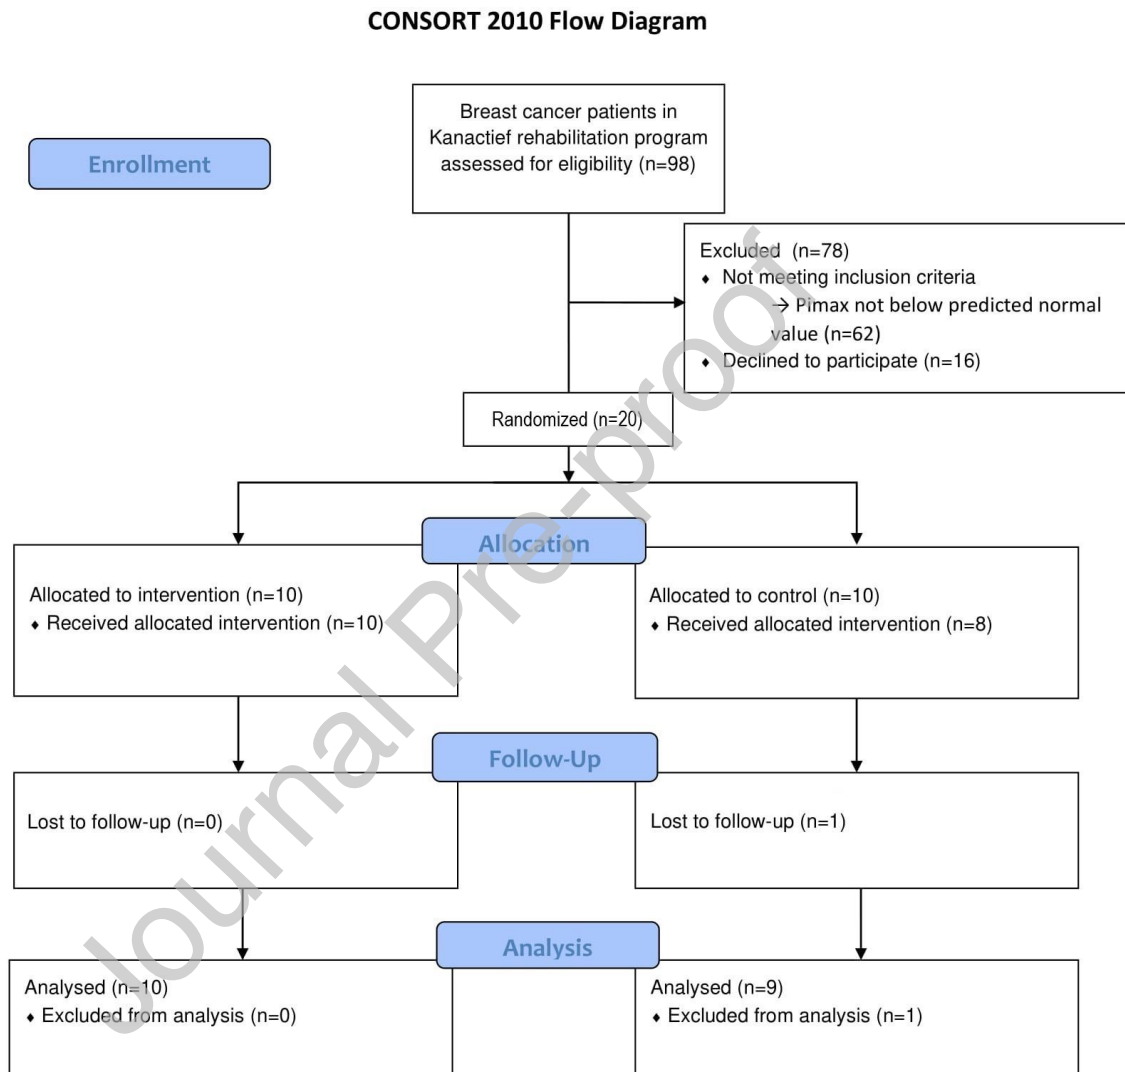 CONSORT 2010 Flow Diagram
Breast cancer patients in
Kanactief rehabilitation program
assessed for eligibility (n=98)
Enrollment
Excluded (n=78)
♦ Not meeting inclusion criteria
→ Pimax not below predicted normal
value (n=62)
♦ Declined to participate (n=16)
Randomized (n=20)
Allocation
Allocated to intervention (n=10)
♦ Received allocated intervention (n=10)
Allocated to control (n=10)
♦ Received allocated intervention (n=8)
Follow-Up
Lost to follow-up (n=0)
Lost to follow-up (n=1)
Analysis
Analysed (n=10)
♦ Excluded from analysis (n=0)
Analysed (n=9)
♦ Excluded from analysis (n=1)
Journal Pre-proof